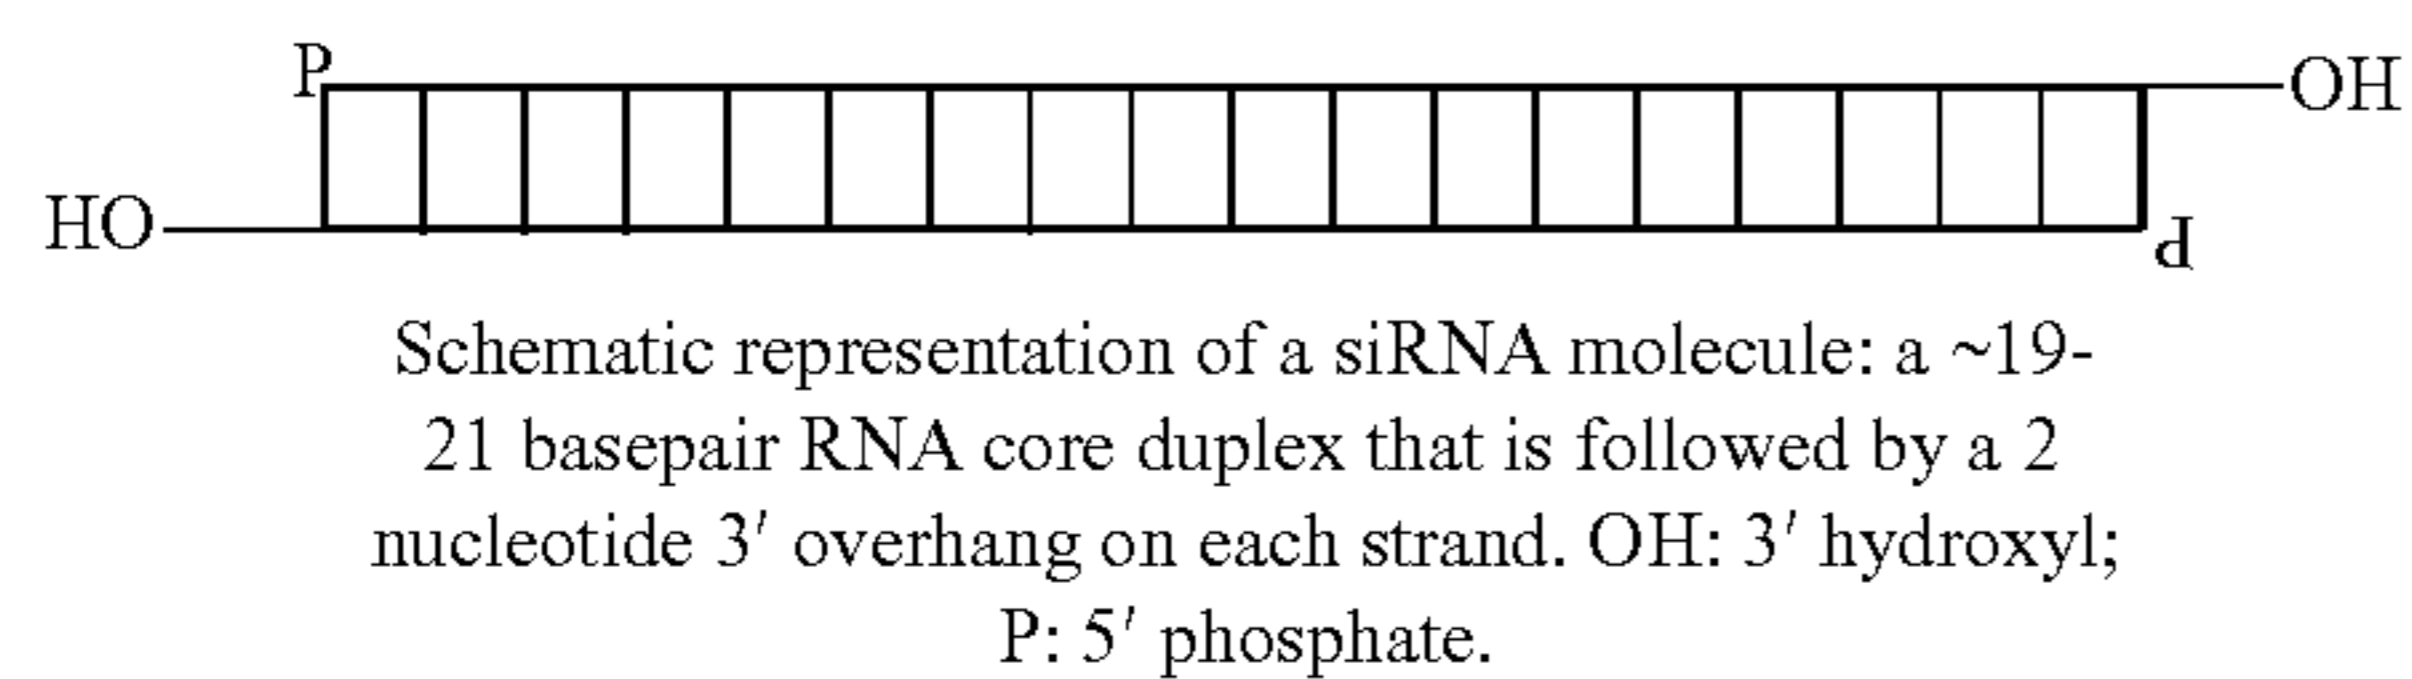 P
OH
HO
P
Schematic representation of a siRNA molecule: a ~19-
21 basepair RNA core duplex that is followed by a 2
nucleotide 3′ overhang on each strand. OH: 3′ hydroxyl;
P: 5′ phosphate.